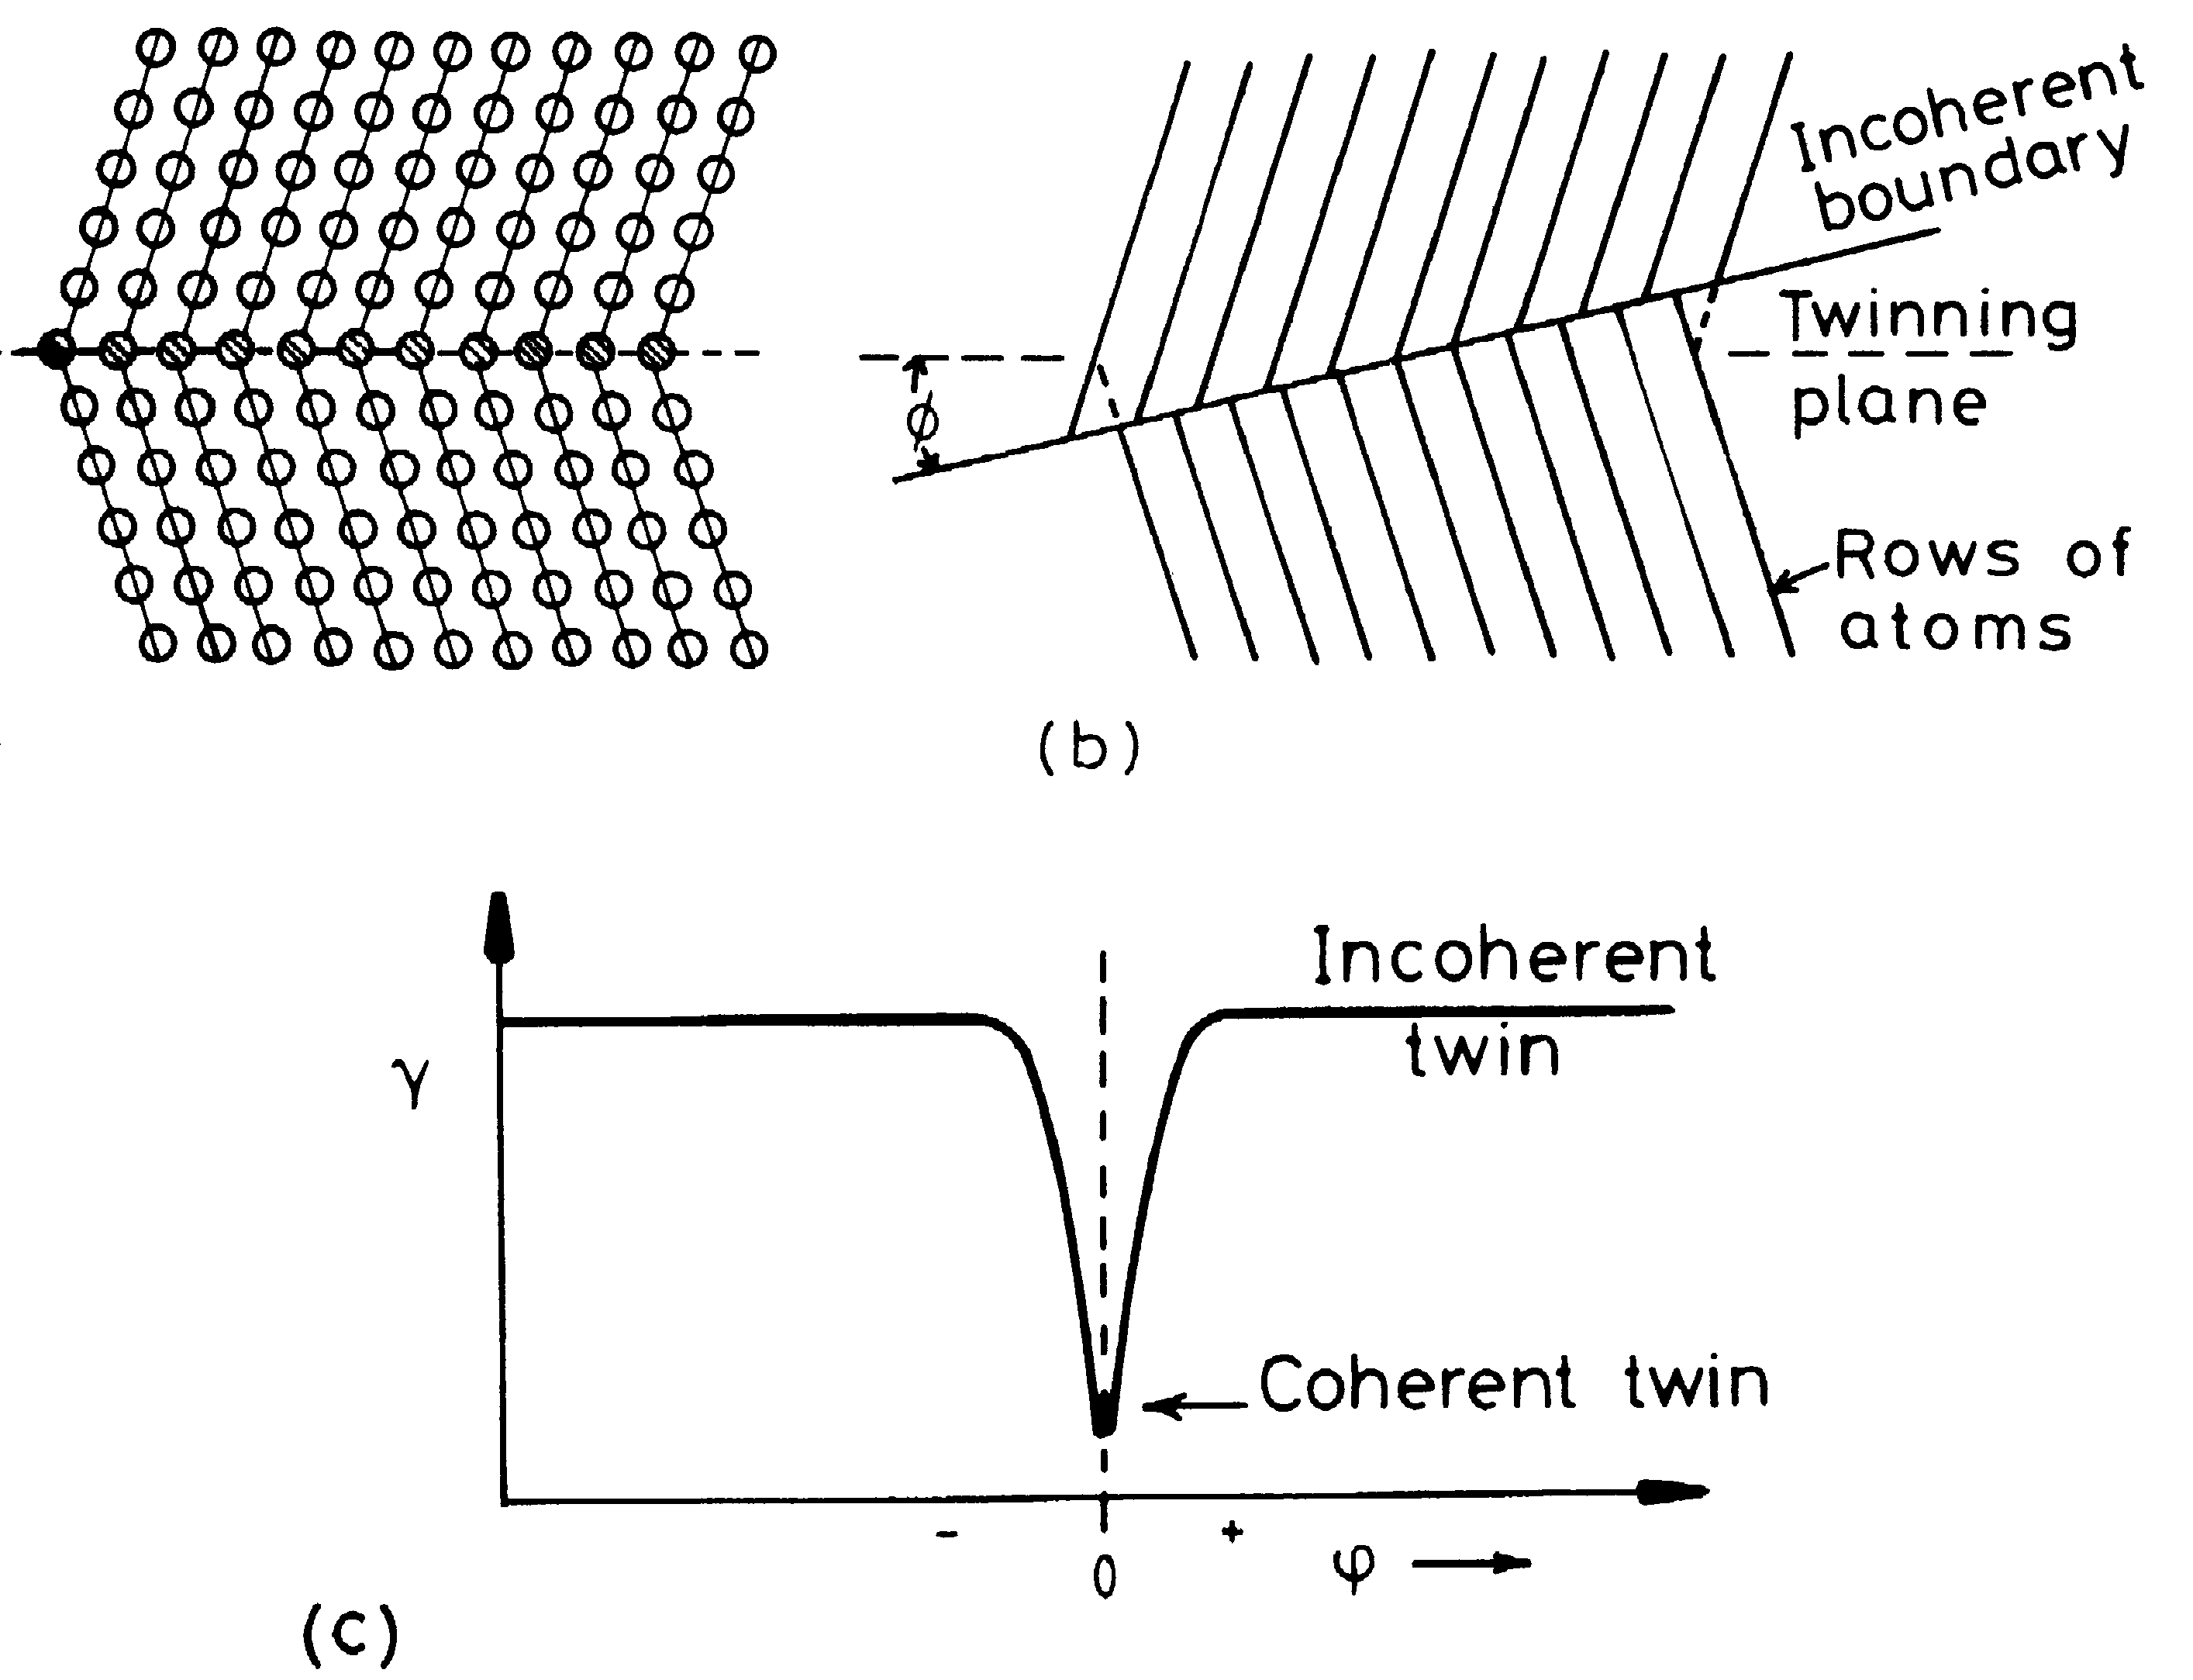 Incoherent
boundary
Twinning
plane
ϕ
Rows of
atoms
(b)
Incoherent
twin
γ
Coherent twin
- +
0
φ
(c)